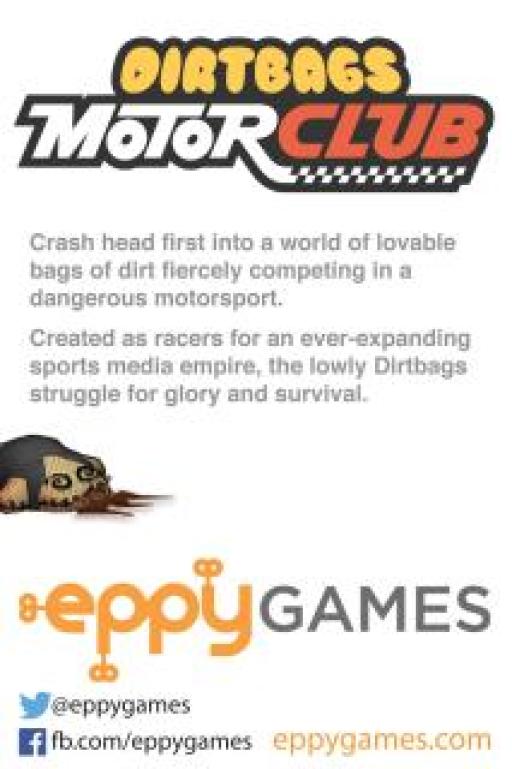 DIRTBAGS
MOTOR CLUB
Crash head first into a world of lovable
bags of dirt fiercely competing in a
dangerous motorsport.
Created as racers for an ever-expanding
sports media empire, the lowly Dirtbags
struggle for glory and survival.
eppy GAMES
@eppygames
fb.com/eppygames eppygames.com